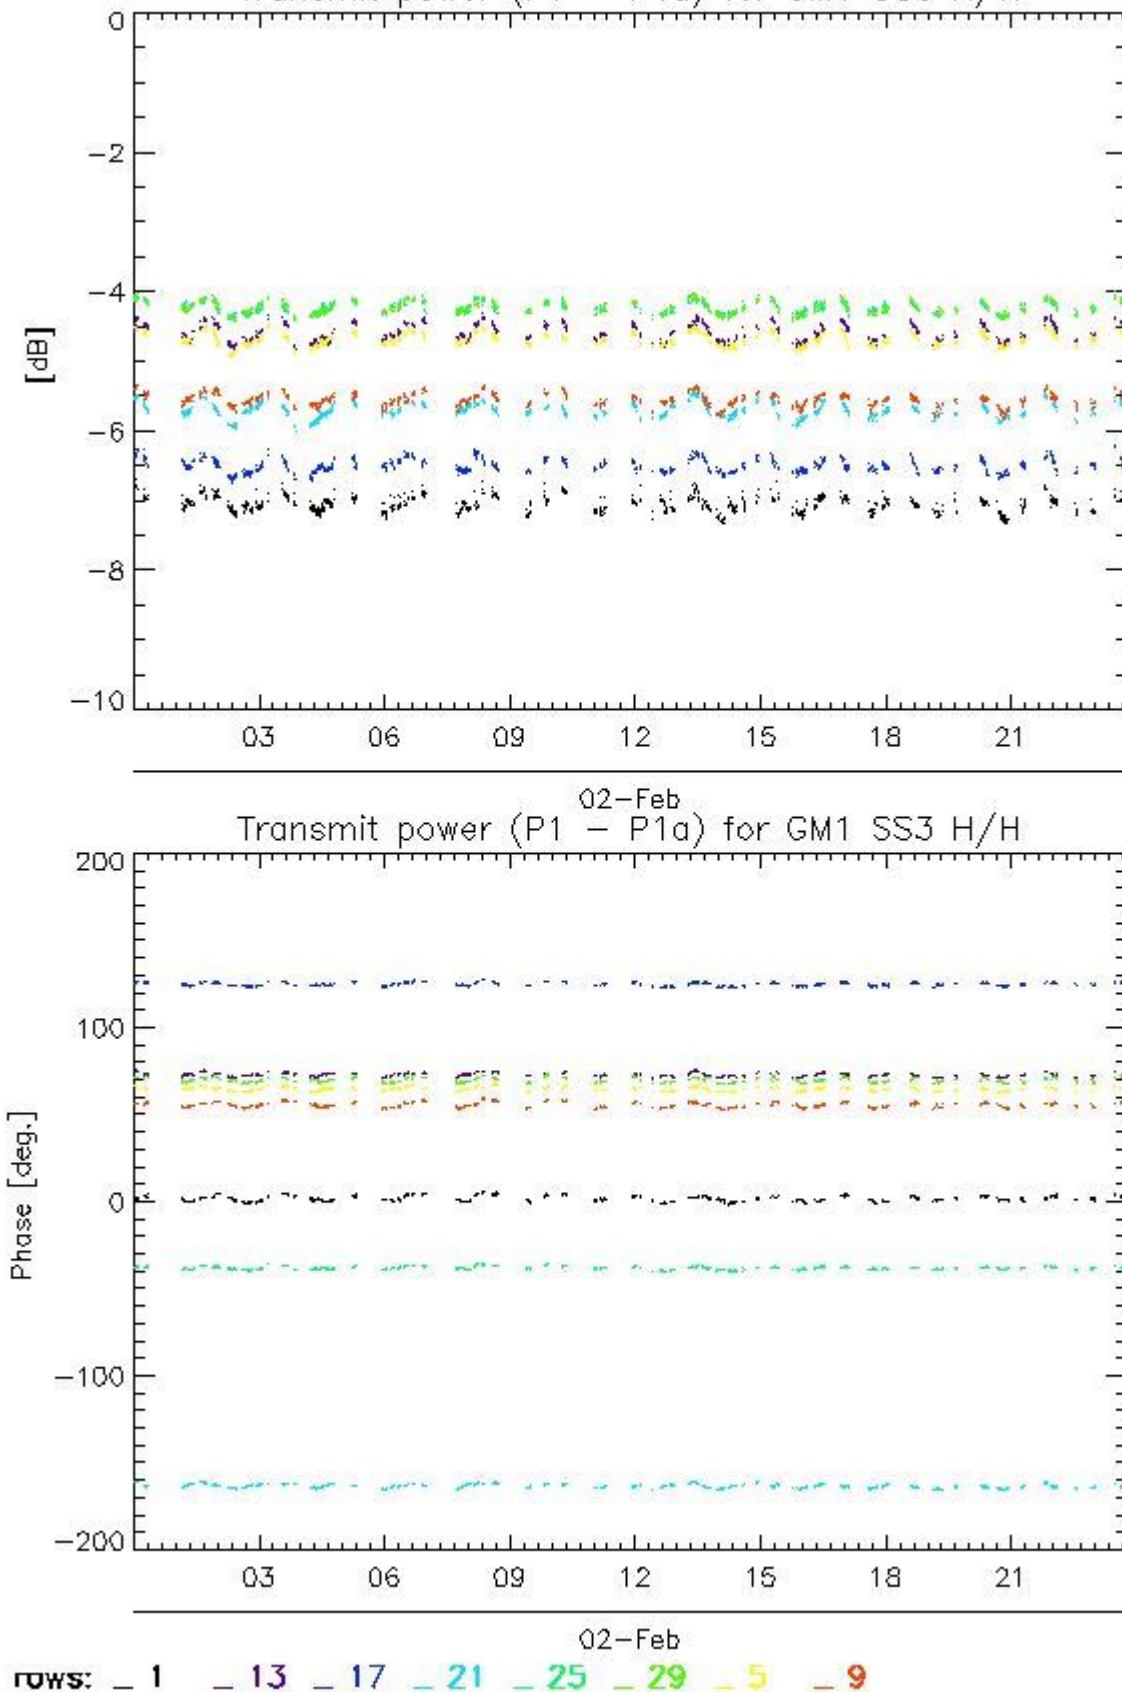 0
-2
-4
[dB]
-6
-8
-10
03 06 09 12 15 18 21
02-Feb
Transmit power (P1 - P1a) for GM1 SS3 H/H
200
100
Phase [deg.]
0
-100
-200
03 06 09 12 15 18 21
02-Feb
rows: _ 1 _ 13 _ 17 _ 21 _ 25 _ 29 _ 5 _ 9